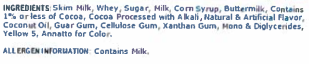 INGREDIENTS: Skim Milk, Whey, Sugar, Milk, Corn Syrup, Buttermilk, Contains
1% or less of Cocoa, Cocoa Processed with Alkali, Natural & Artificial Flavor,
Coconut Oil, Guar Gum, Cellulose Gum, Xanthan Gum, Mono & Diglycerides,
Yellow 5, Annatto for Color.
ALLERGEN INFORMATION: Contains Milk.